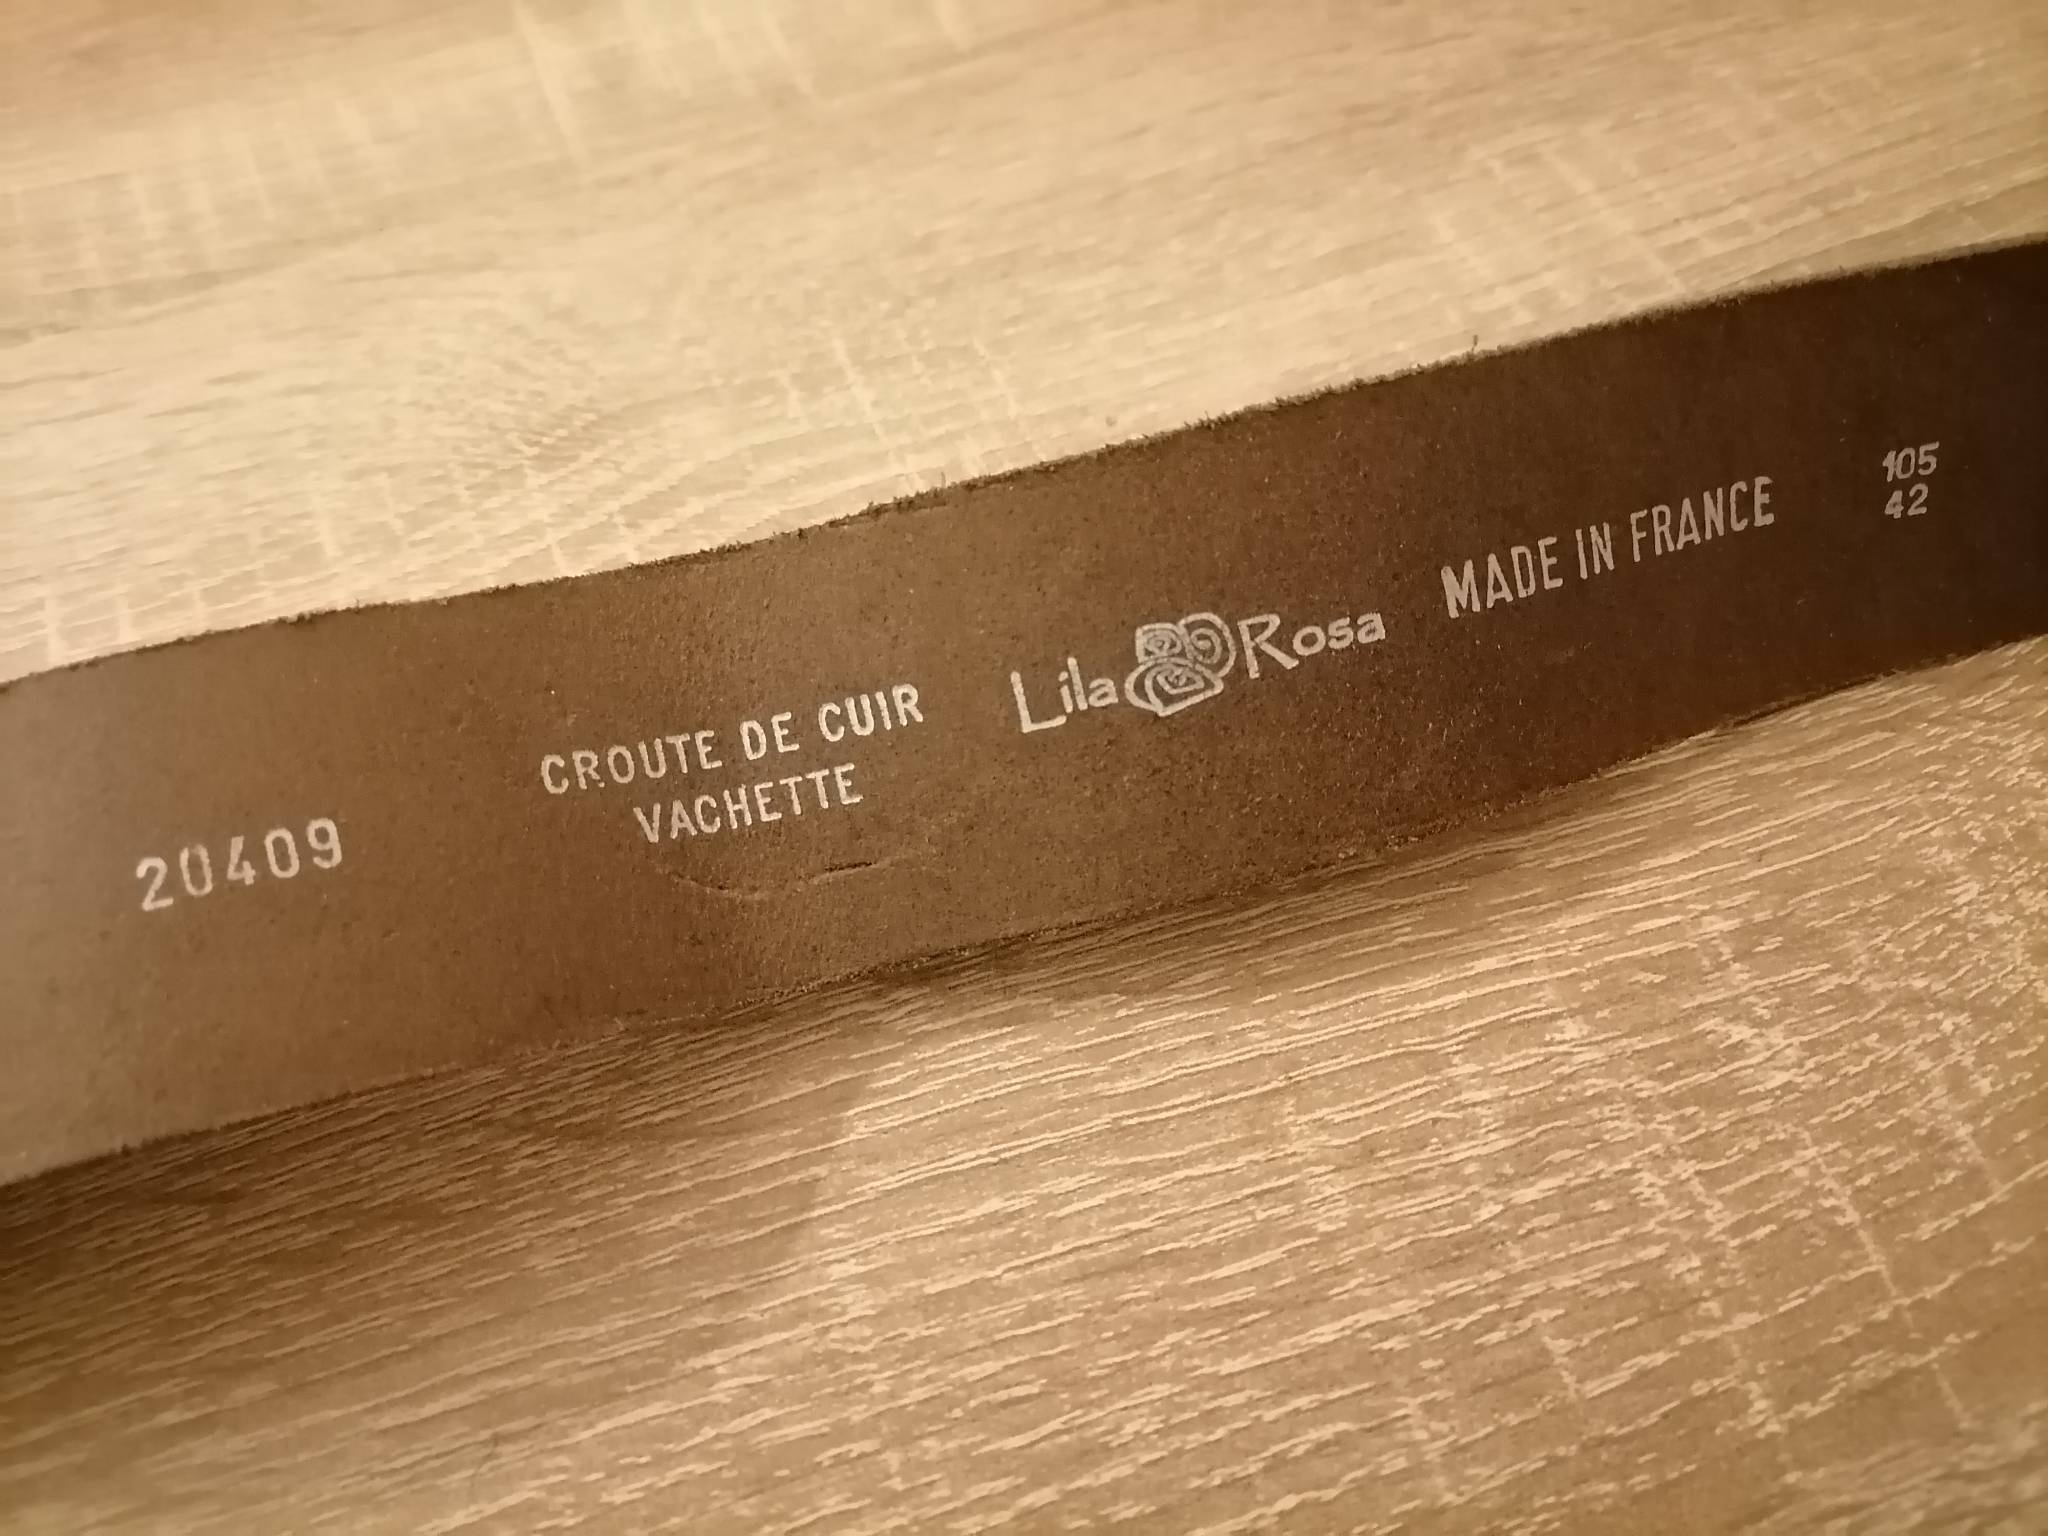 20409
CROUTE DE CUIR
VACHETTE
Lila Rosa
MADE IN FRANCE
105
42